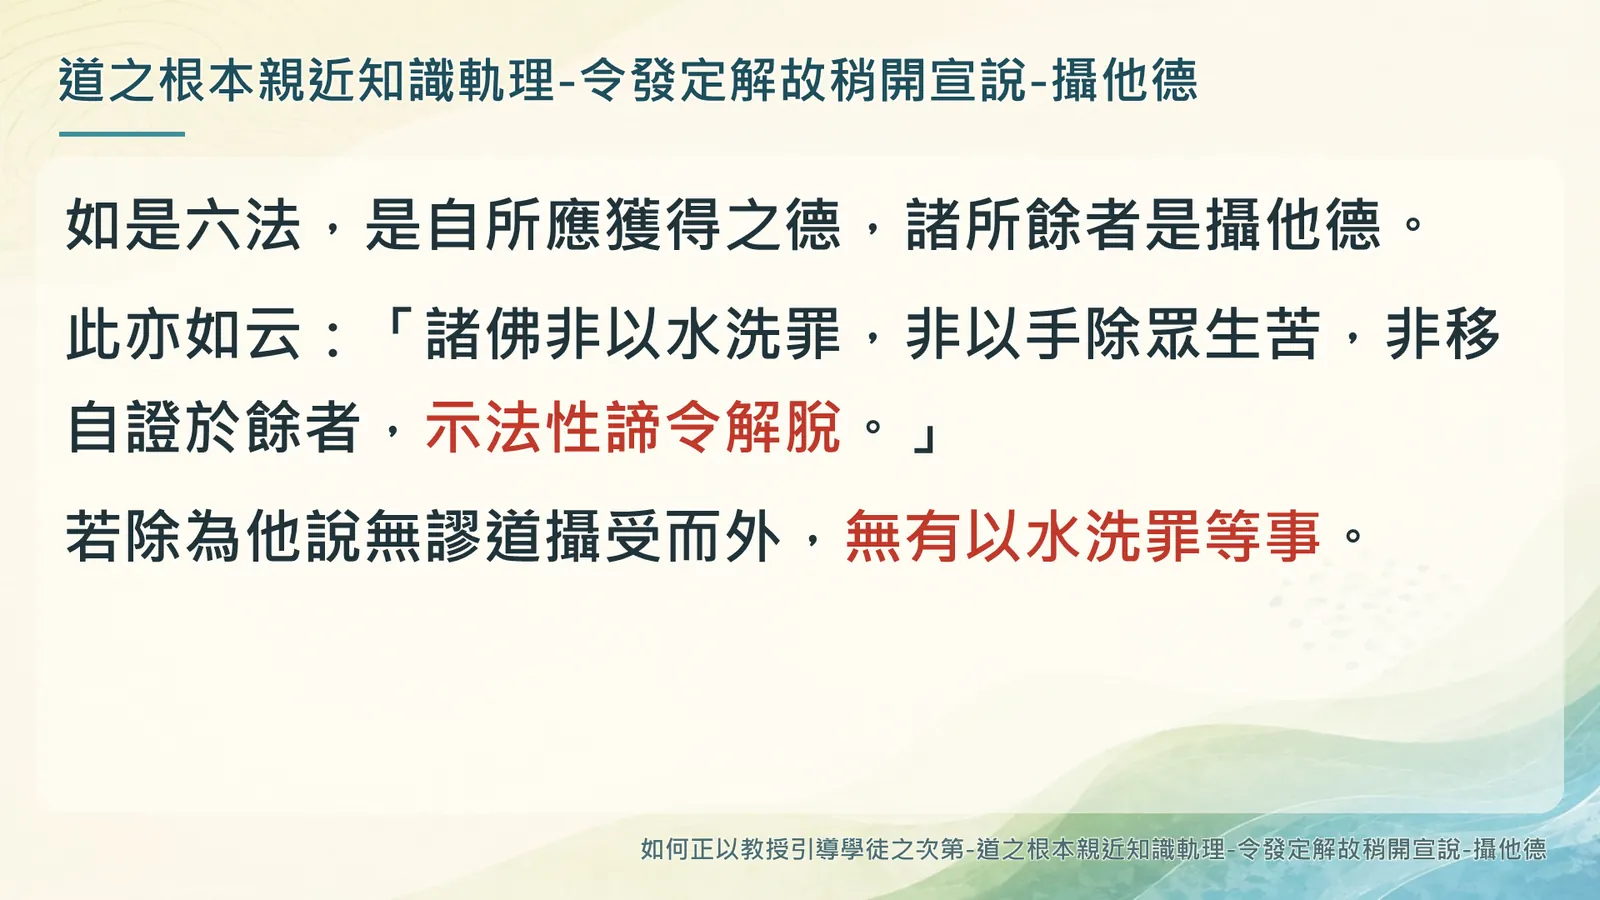 道之根本親近知識軌理-令發定解故稍開宣說-攝他德
如是六法，是自所應獲得之德，諸所餘者是攝他德。
此亦如云：「諸佛非以水洗罪，非以手除眾生苦，非移
自證於餘者，示法性諦令解脫。」
若除為他說無謬道攝受而外，無有以水洗罪等事。
如何正以教授引導學徒之次第-道之根本親近知識軌理-令發定解故稍開宣說-攝他德